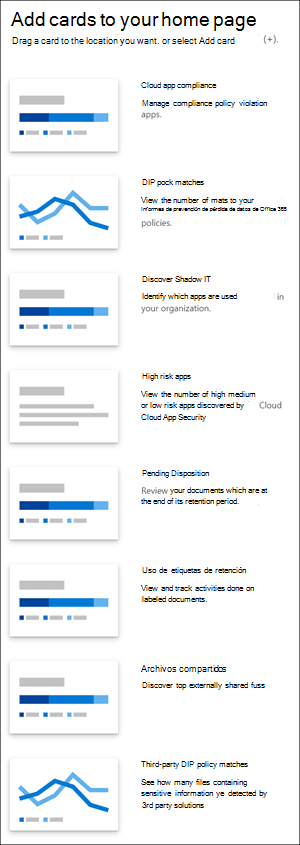 Add cards to your home page
Drag a card to the location you want. or select Add card (+).
Cloud app compliance
Manage compliance policy violation
apps.
DIP pock matches
View the number of mats to your
Informes de prevención de pérdida de datos de Office 365
policies.
Discover Shadow IT
Identify which apps are used in
your organization.
High risk apps
View the number of high medium
or low risk apps discovered by Cloud
Cloud App Security
Pending Disposition
Review your documents which are at
the end of its retention period.
Uso de etiquetas de retención
View and track activities done on
labeled documents.
Archivos compartidos
Discover top externally shared fuss
Third-party DIP policy matches
See how many files containing
sensitive information ye detected by
3rd party solutions